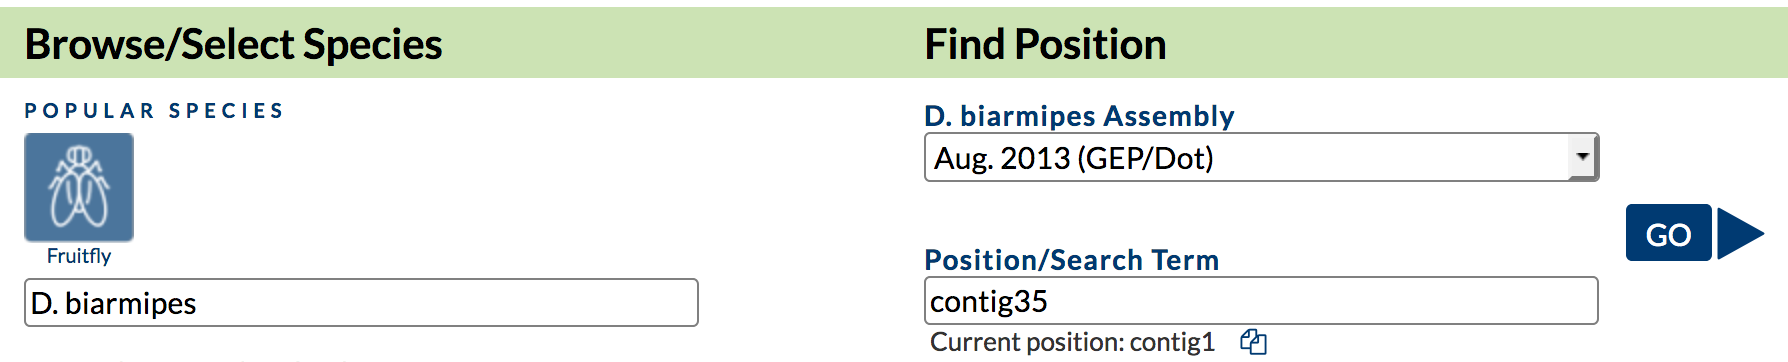 Browse/Select Species
POPULAR SPECIES
Fruitfly
D. biarmipes
Find Position
D. biarmipes Assembly
Aug. 2013 (GEP/Dot)
GO
Position/Search Term
contig35
Current position: contig1